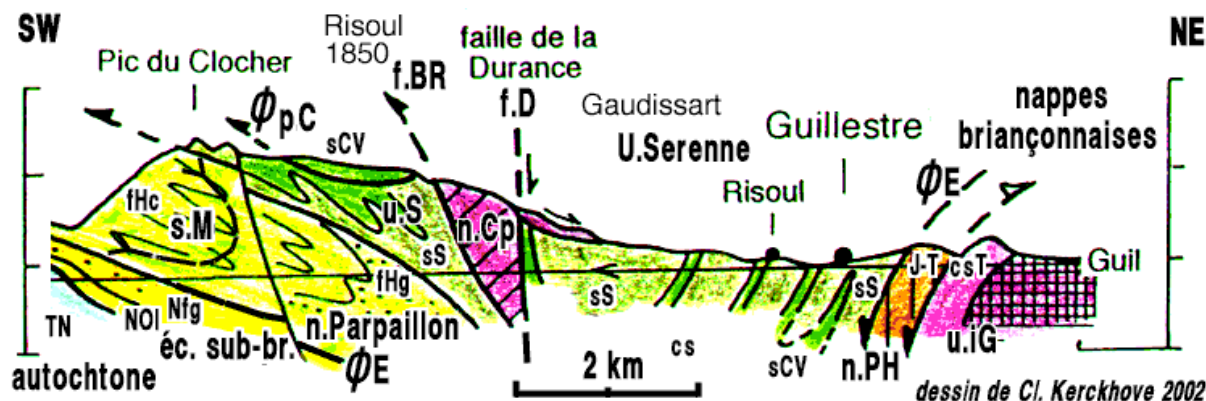 SW
NE
Risoul
1850
Pic du Clocher
f.BR
faille de la
Durance
f.D
Gaudissart
U.Serenne
Guillestre
Risoul
nappes
briançonnaises
ϕpC
sCV
ϕE
fHc
s.M
u.S
n.Cp
sS
sS
sS
J-T
csT
Guil
fHg
TN
NOl
Nfg
n.Parpaillon
éc. sub-br.
ϕE
autochtone
2 km
cs
sCV
n.PH
u.iG
dessin de Cl. Kerckhove 2002